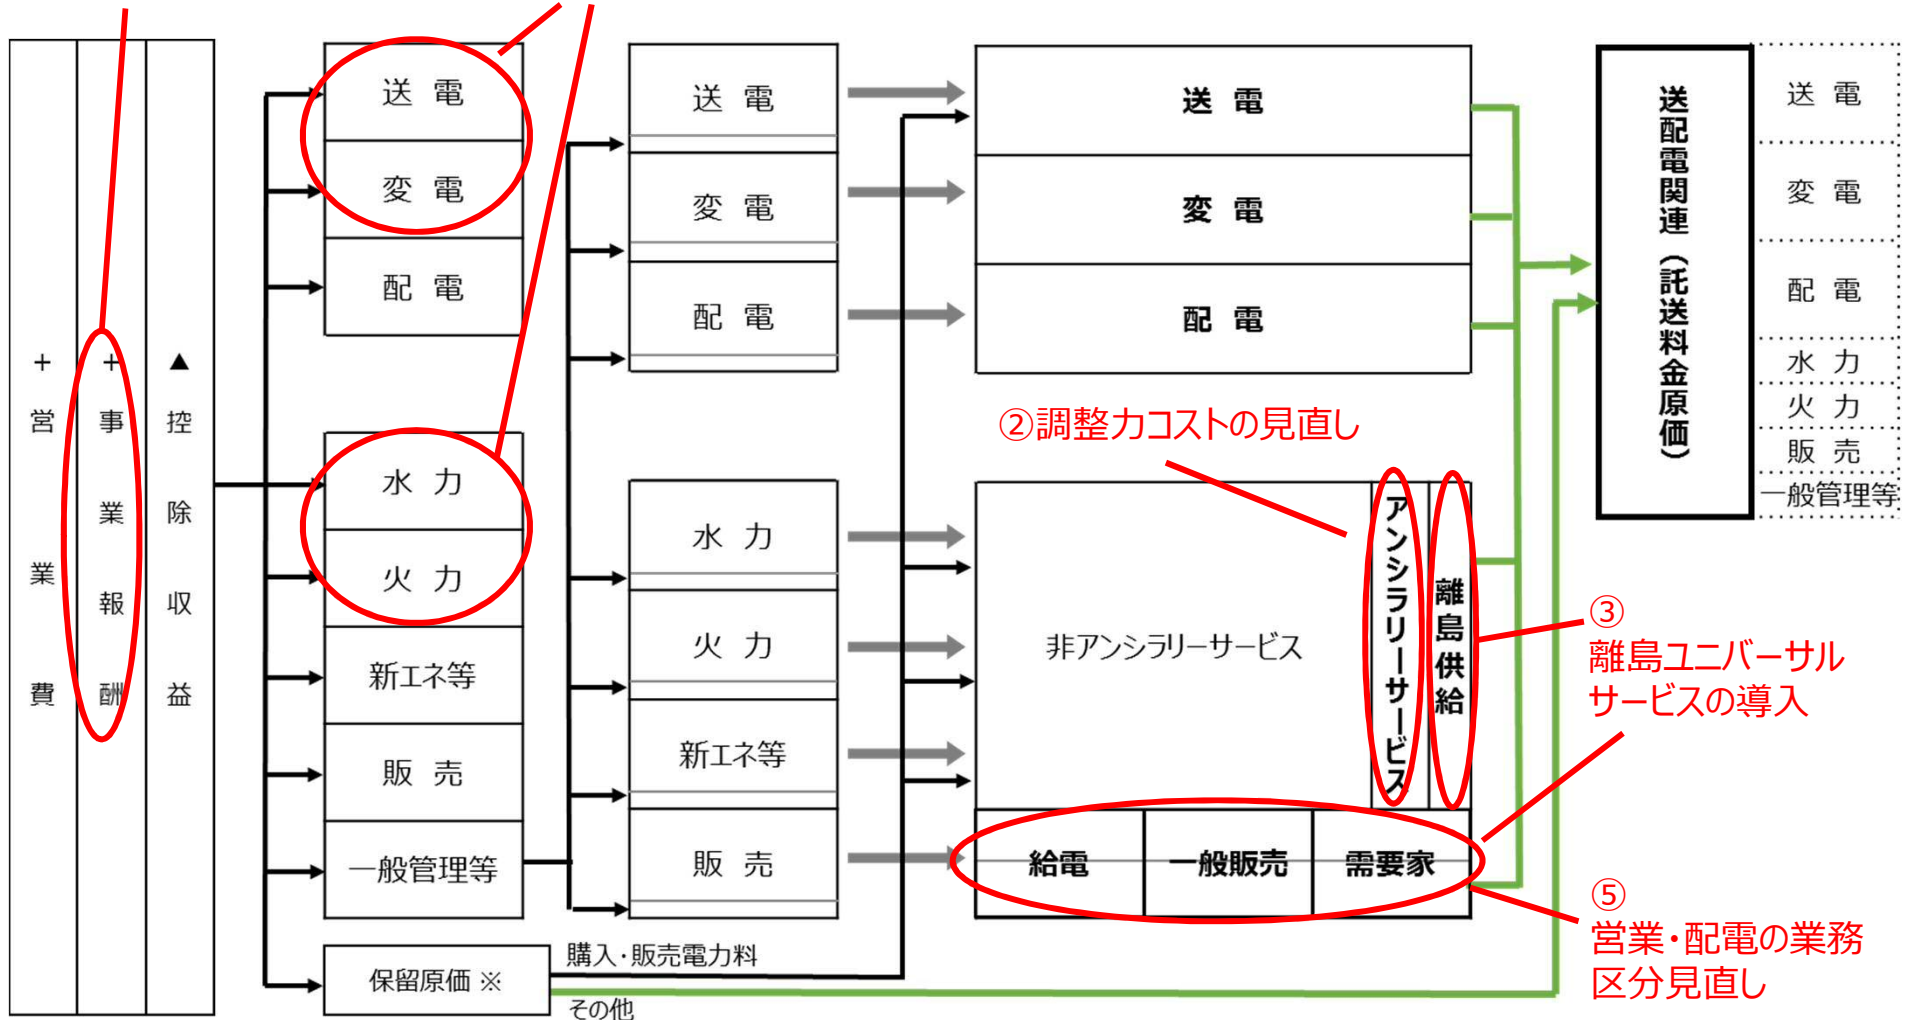 ＋営業費
＋事業報酬
▲控除収益
送電
変電
配電
水力
火力
新エネ等
販売
一般管理等
保留原価 ※
購入・販売電力料
その他
送電
変電
配電
水力
火力
新エネ等
販売
送電
変電
配電
②調整力コストの見直し
非アンシラリーサービス
アンシラリーサービス
離島供給
給電
一般販売
需要家
③
離島ユニバーサル
サービスの導入
⑤
営業・配電の業務
区分見直し
送配電関連（託送料金原価）
送電
変電
配電
水力
火力
販売
一般管理等